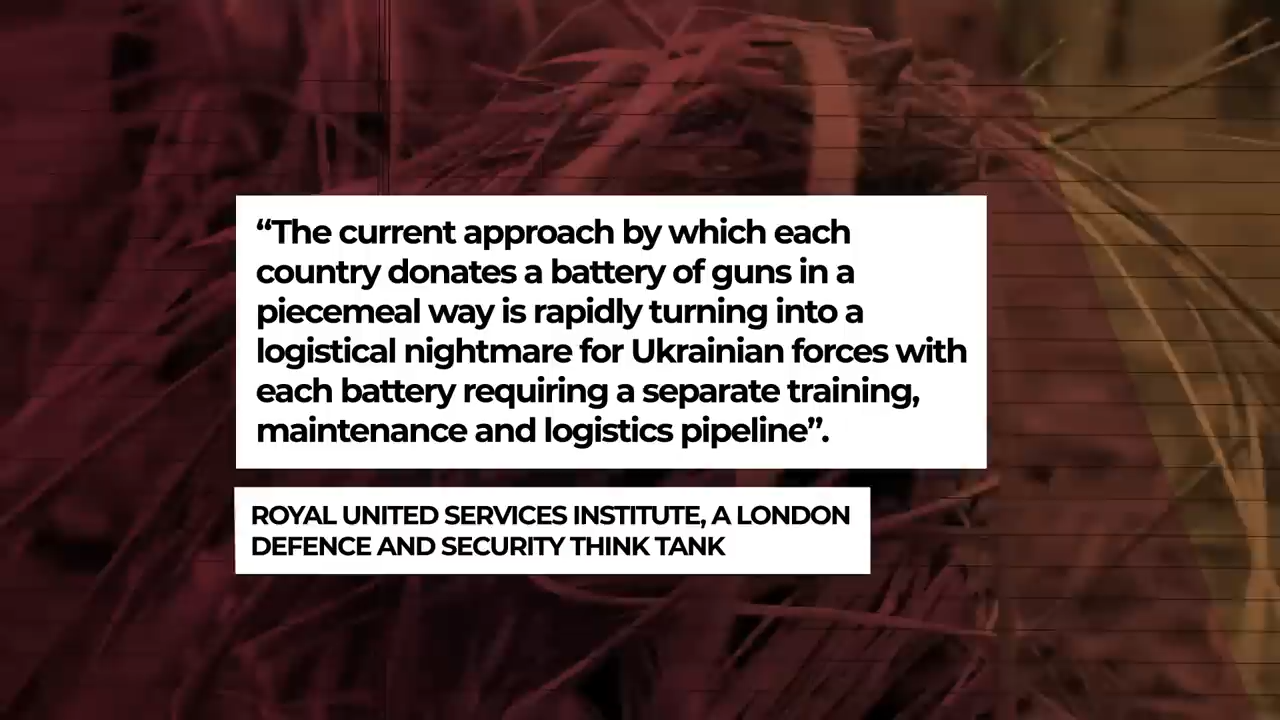 “The current approach by which each
country donates a battery of guns in a
piecemeal way is rapidly turning into a
logistical nightmare for Ukrainian forces with
each battery requiring a separate training,
maintenance and logistics pipeline”.
ROYAL UNITED SERVICES INSTITUTE, A LONDON
DEFENCE AND SECURITY THINK TANK